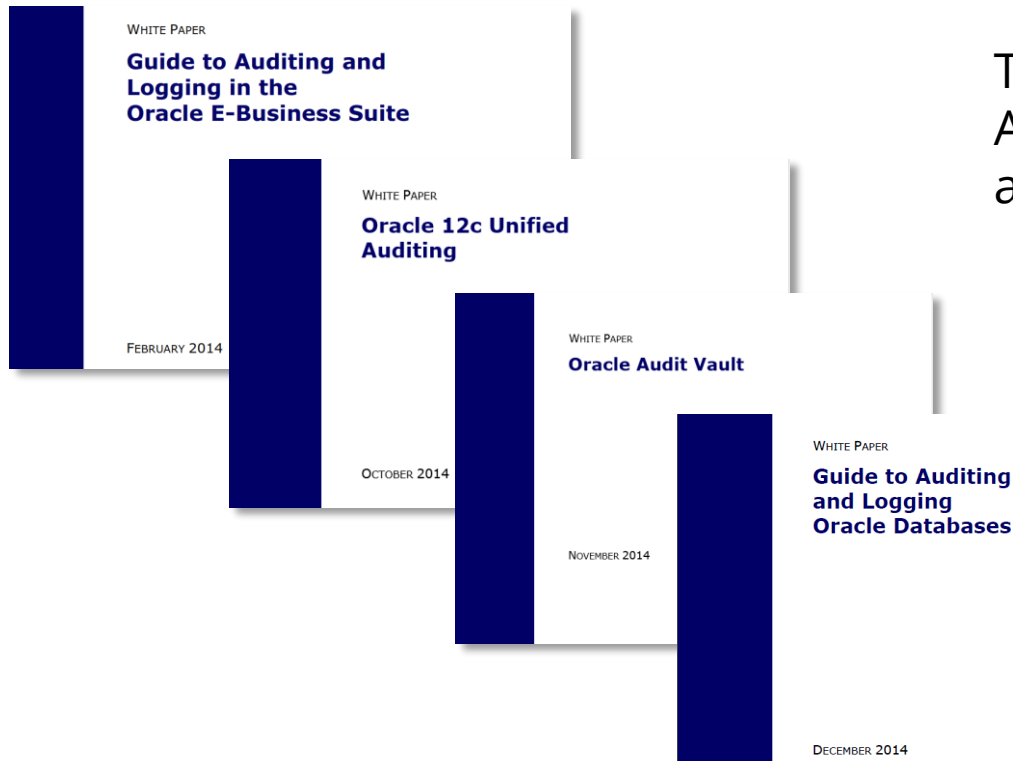 WHITE PAPER
Guide to Auditing and
Logging in the
Oracle E-Business Suite
FEBRUARY 2014
WHITE PAPER
Oracle 12c Unified
Auditing
OCTOBER 2014
WHITE PAPER
Oracle Audit Vault
NOVEMBER 2014
WHITE PAPER
Guide to Auditing
and Logging
Oracle Databases
DECEMBER 2014